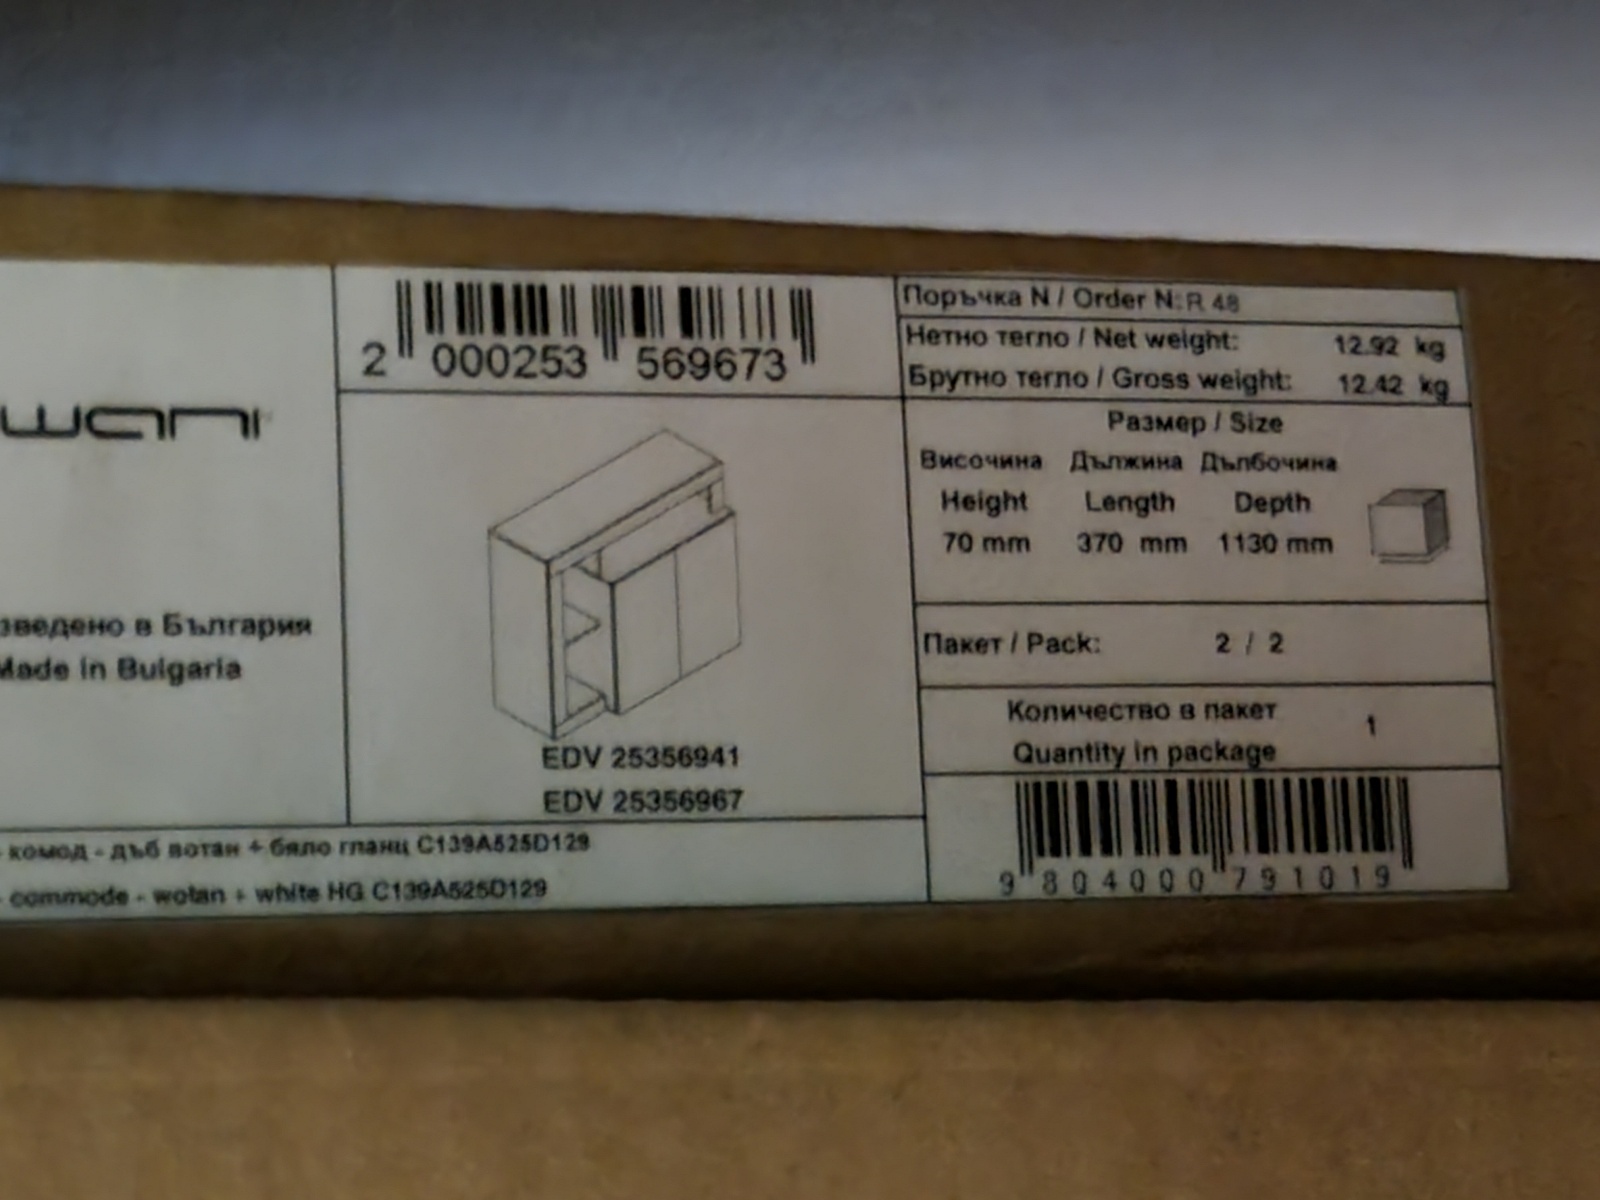 wani
зведено в България
Made in Bulgaria
2 000253 569673
EDV 25356941
EDV 25356967
- комод - дъб вотан + бяло гланц C139A525D129
- commode - wotan + white HG C139A525D129
Поръчка N / Order N: R 48
Нетно тегло / Net weight: 12.92 kg
Брутно тегло / Gross weight: 12.42 kg
Размер / Size
Височина Дължина Дълбочина
Height Length Depth
70 mm 370 mm 1130 mm
Пакет / Pack: 2 / 2
Количество в пакет 1
Quantity in package
9 804000 791019